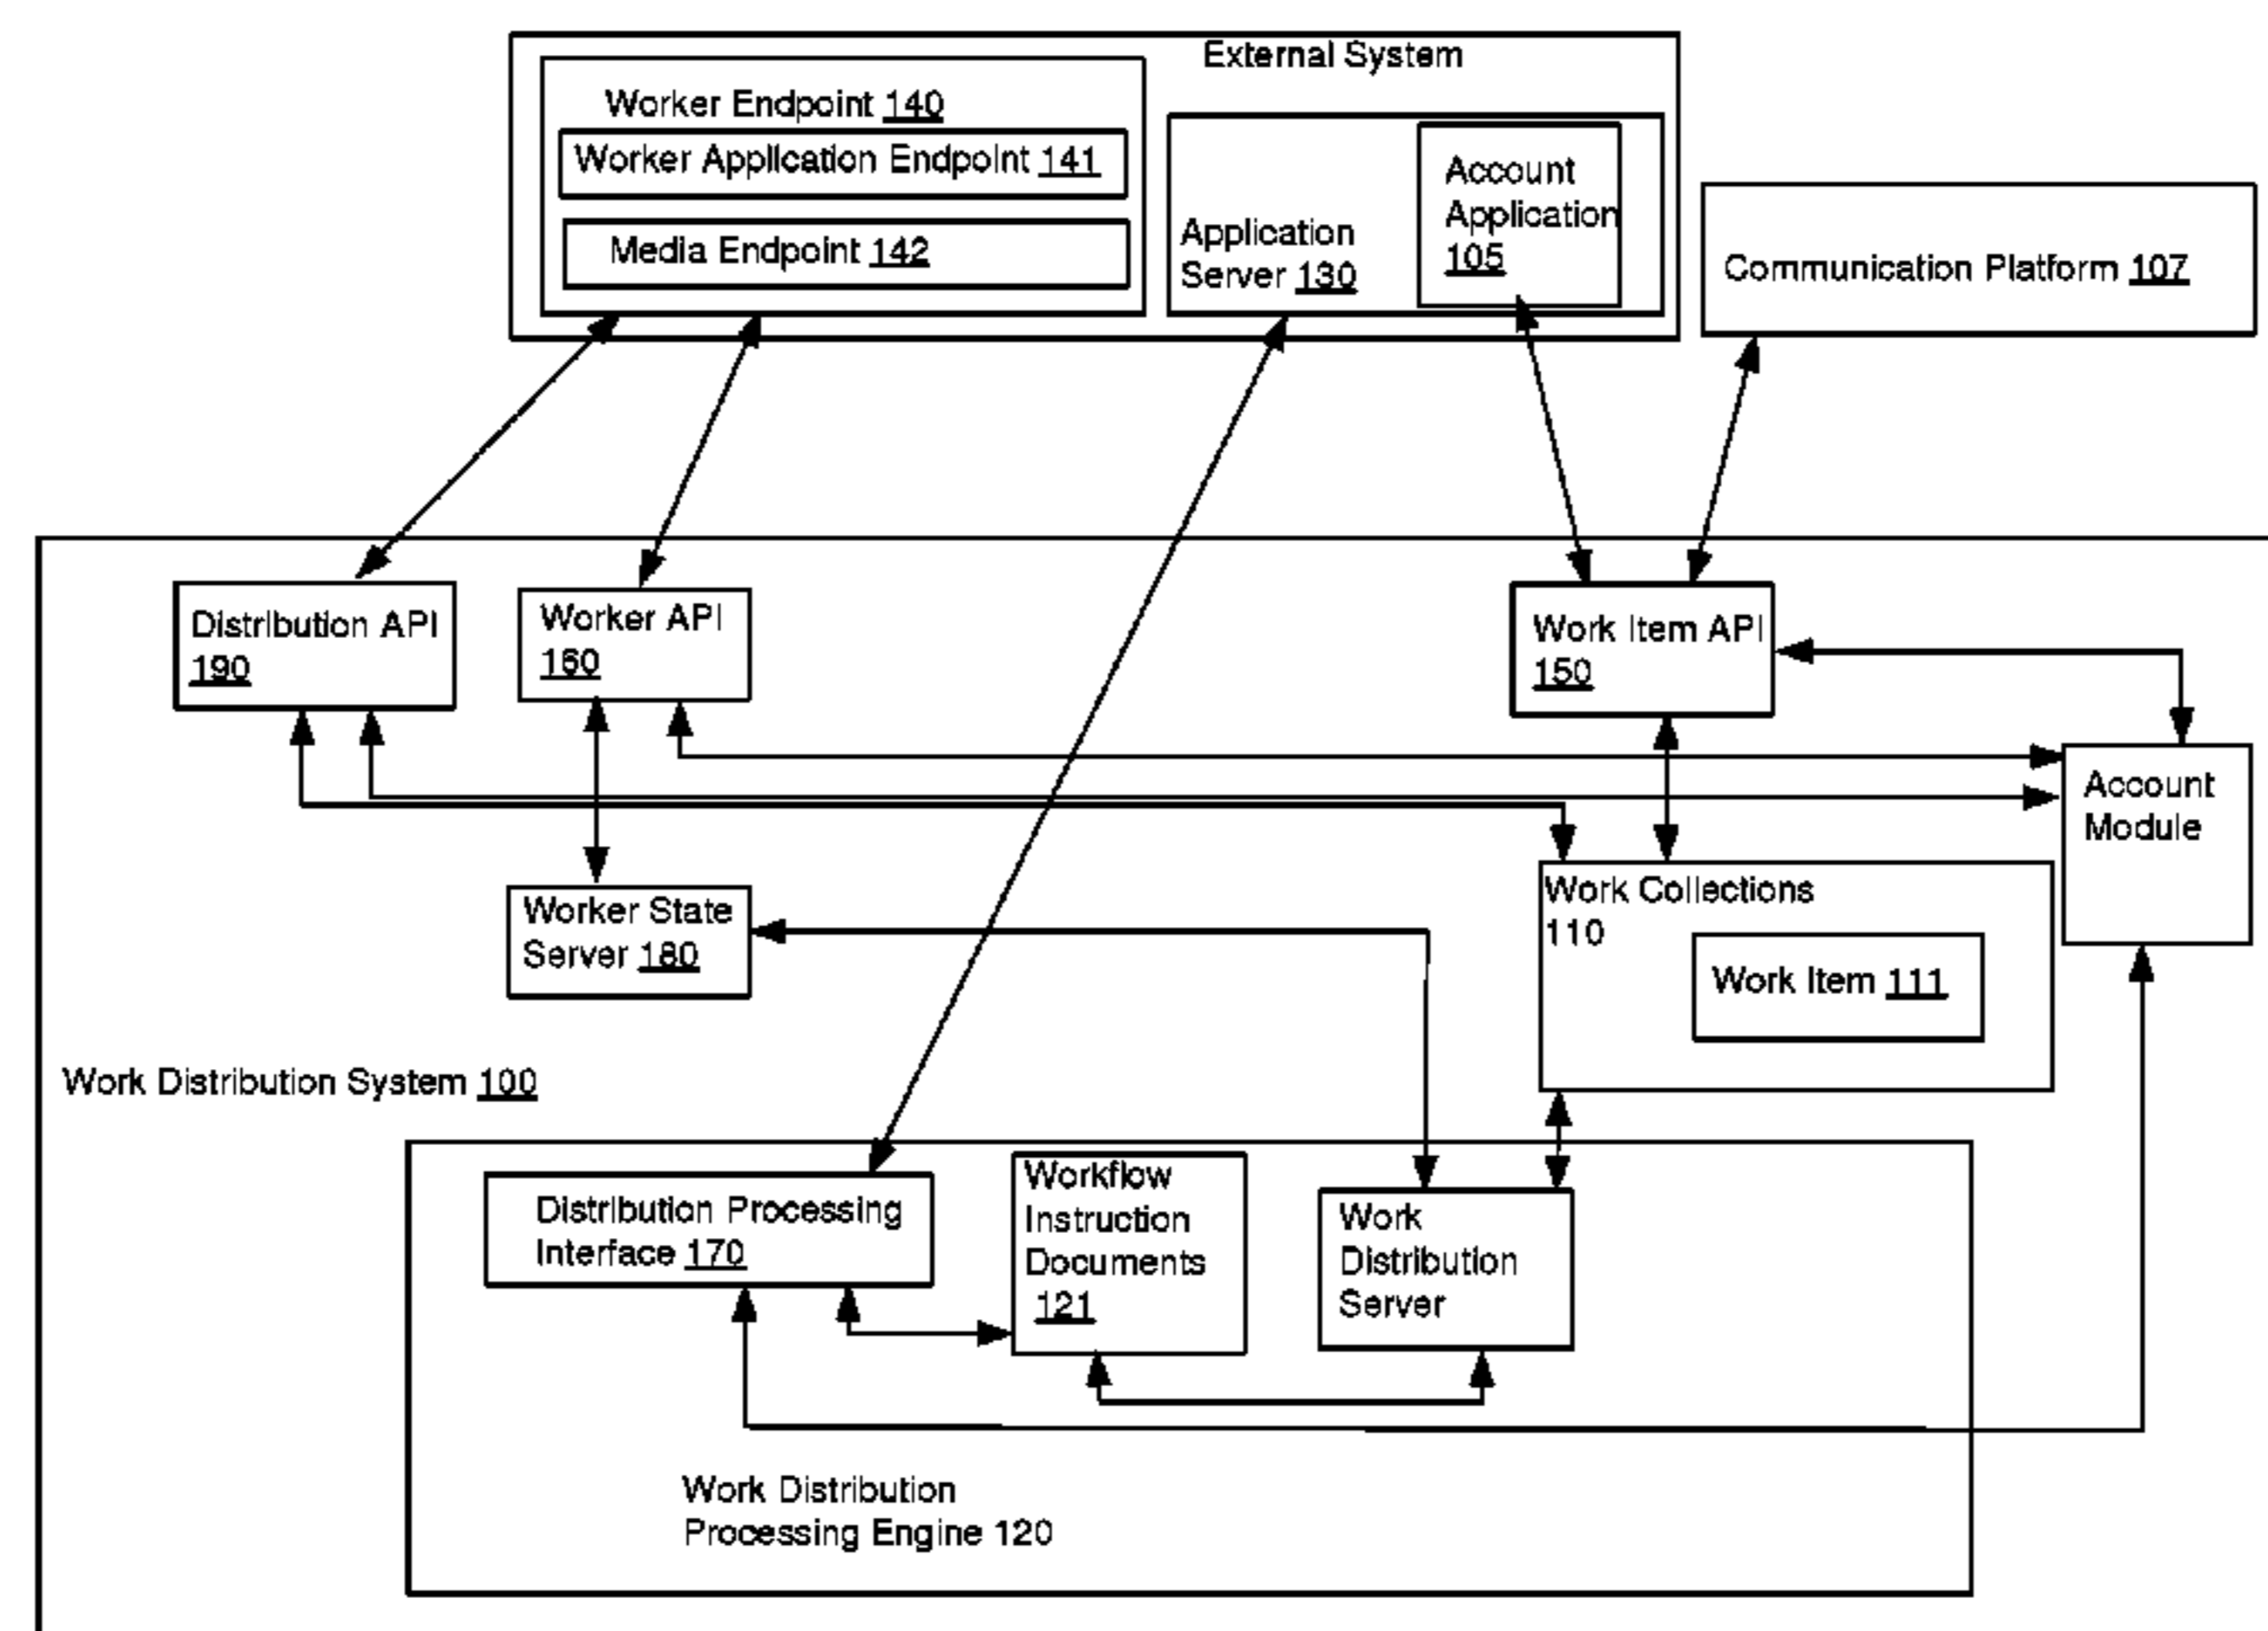 External System
Worker Endpoint 140
Worker Application Endpoint 141
Media Endpoint 142
Account
Application
105
Application
Server 130
Communication Platform 107
Distribution API
190
Worker API
160
Work Item API
150
Account
Module
Worker State
Server 180
Work Collections
110
Work Item 111
Work Distribution System 100
Distribution Processing
Interface 170
Workflow
Instruction
Documents
121
Work
Distribution
Server
Work Distribution
Processing Engine 120